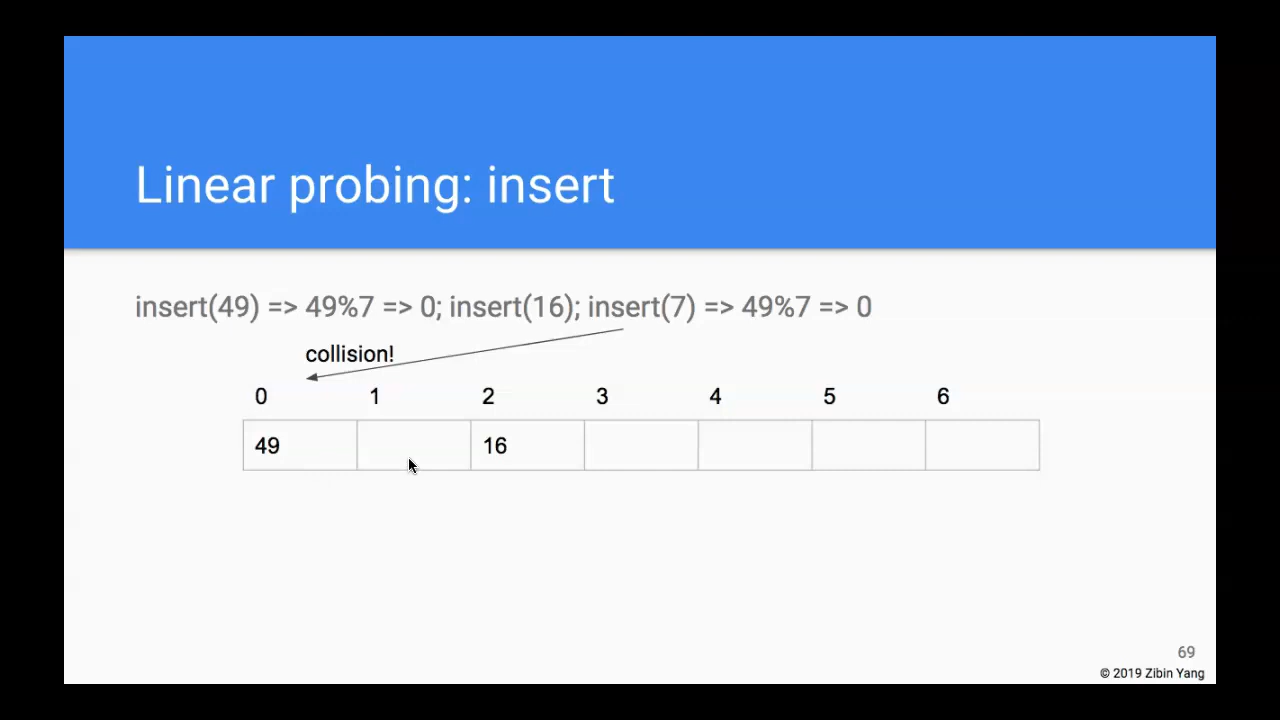 Linear probing: insert
insert(49) => 49%7 => 0; insert(16); insert(7) => 49%7 => 0
collision!
0 1 2 3 4 5 6
49 16
69
© 2019 Zibin Yang